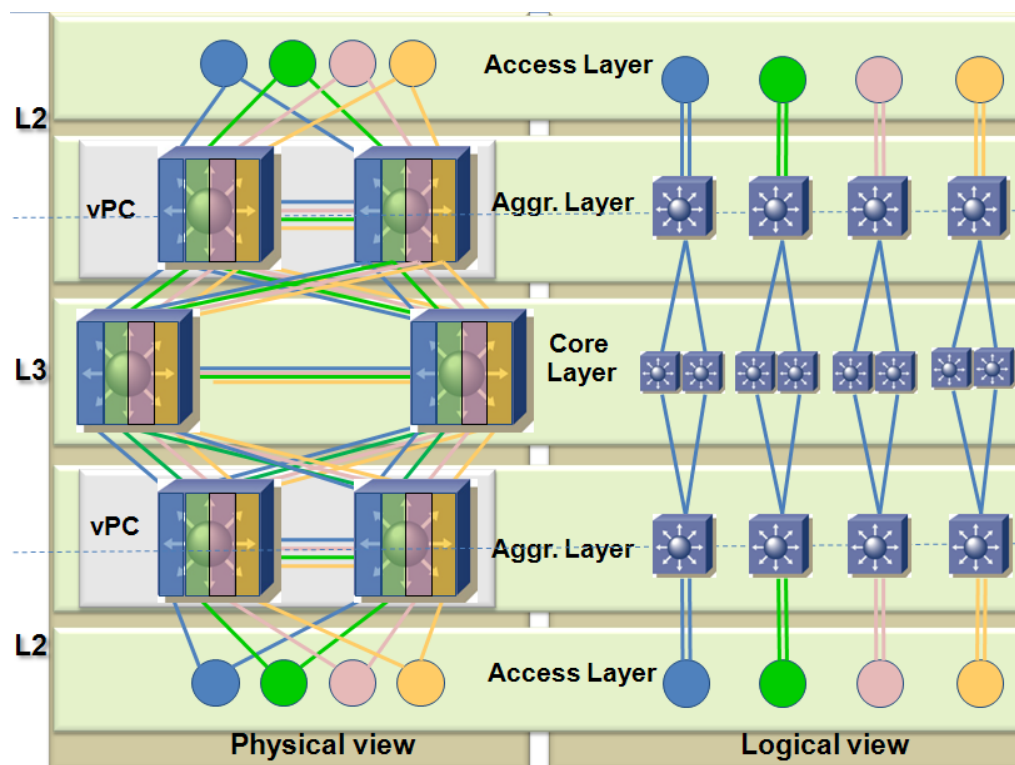 Access Layer
L2
vPC
Aggr. Layer
L3
Core
Layer
vPC
Aggr. Layer
L2
Access Layer
Physical view
Logical view